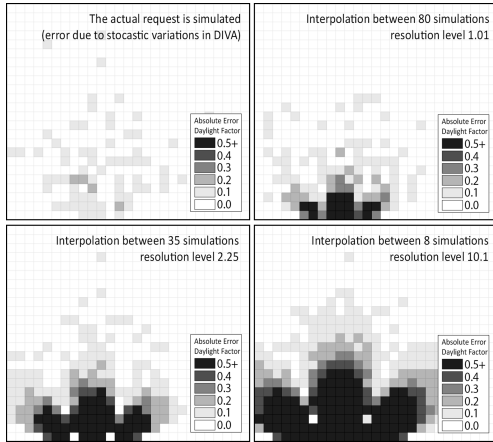 The actual request is simulated
(error due to stocastic variations in DIVA)
Absolute Error
Daylight Factor
0.5+
0.4
0.3
0.2
0.1
0.0
Interpolation between 80 simulations
resolution level 1.01
Absolute Error
Daylight Factor
0.5+
0.4
0.3
0.2
0.1
0.0
Interpolation between 35 simulations
resolution level 2.25
Absolute Error
Daylight Factor
0.5+
0.4
0.3
0.2
0.1
0.0
Interpolation between 8 simulations
resolution level 10.1
Absolute Error
Daylight Factor
0.5+
0.4
0.3
0.2
0.1
0.0